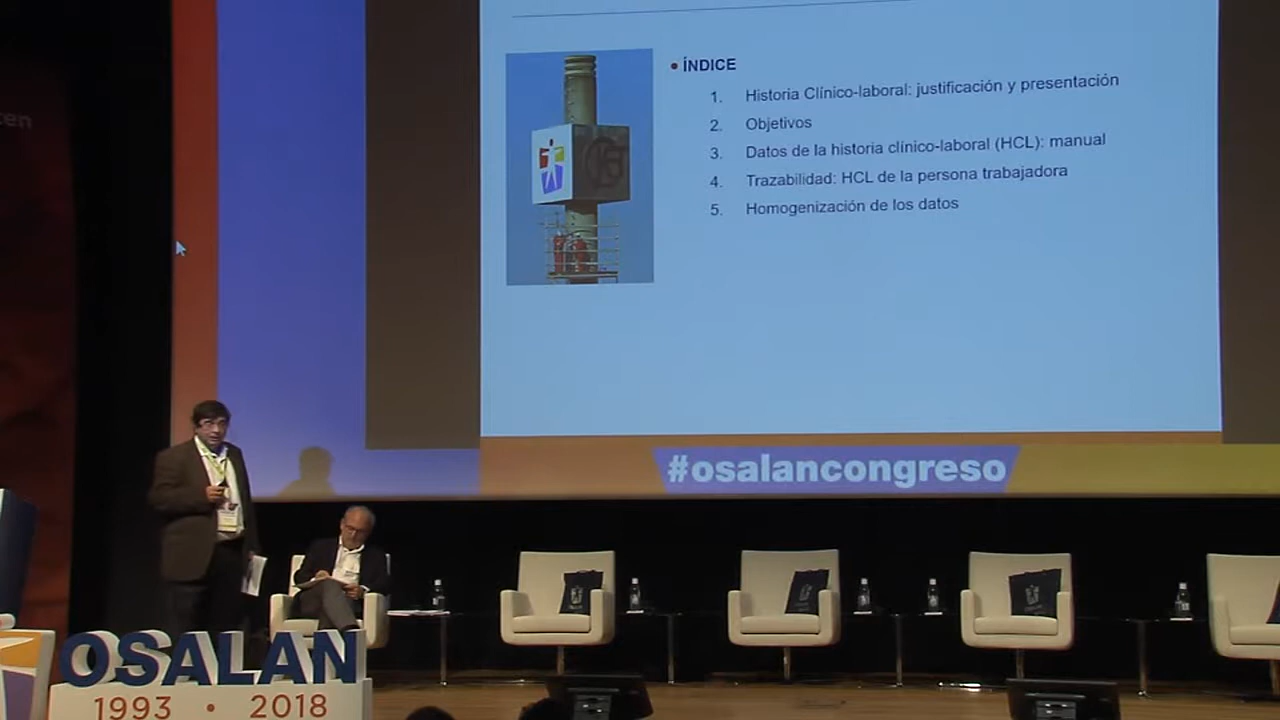 cen
• ÍNDICE
1. Historia Clínico-laboral: justificación y presentación
2. Objetivos
3. Datos de la historia clínico-laboral (HCL): manual
4. Trazabilidad: HCL de la persona trabajadora
5. Homogenización de los datos
#osalancongreso
OSALAN
1993 • 2018